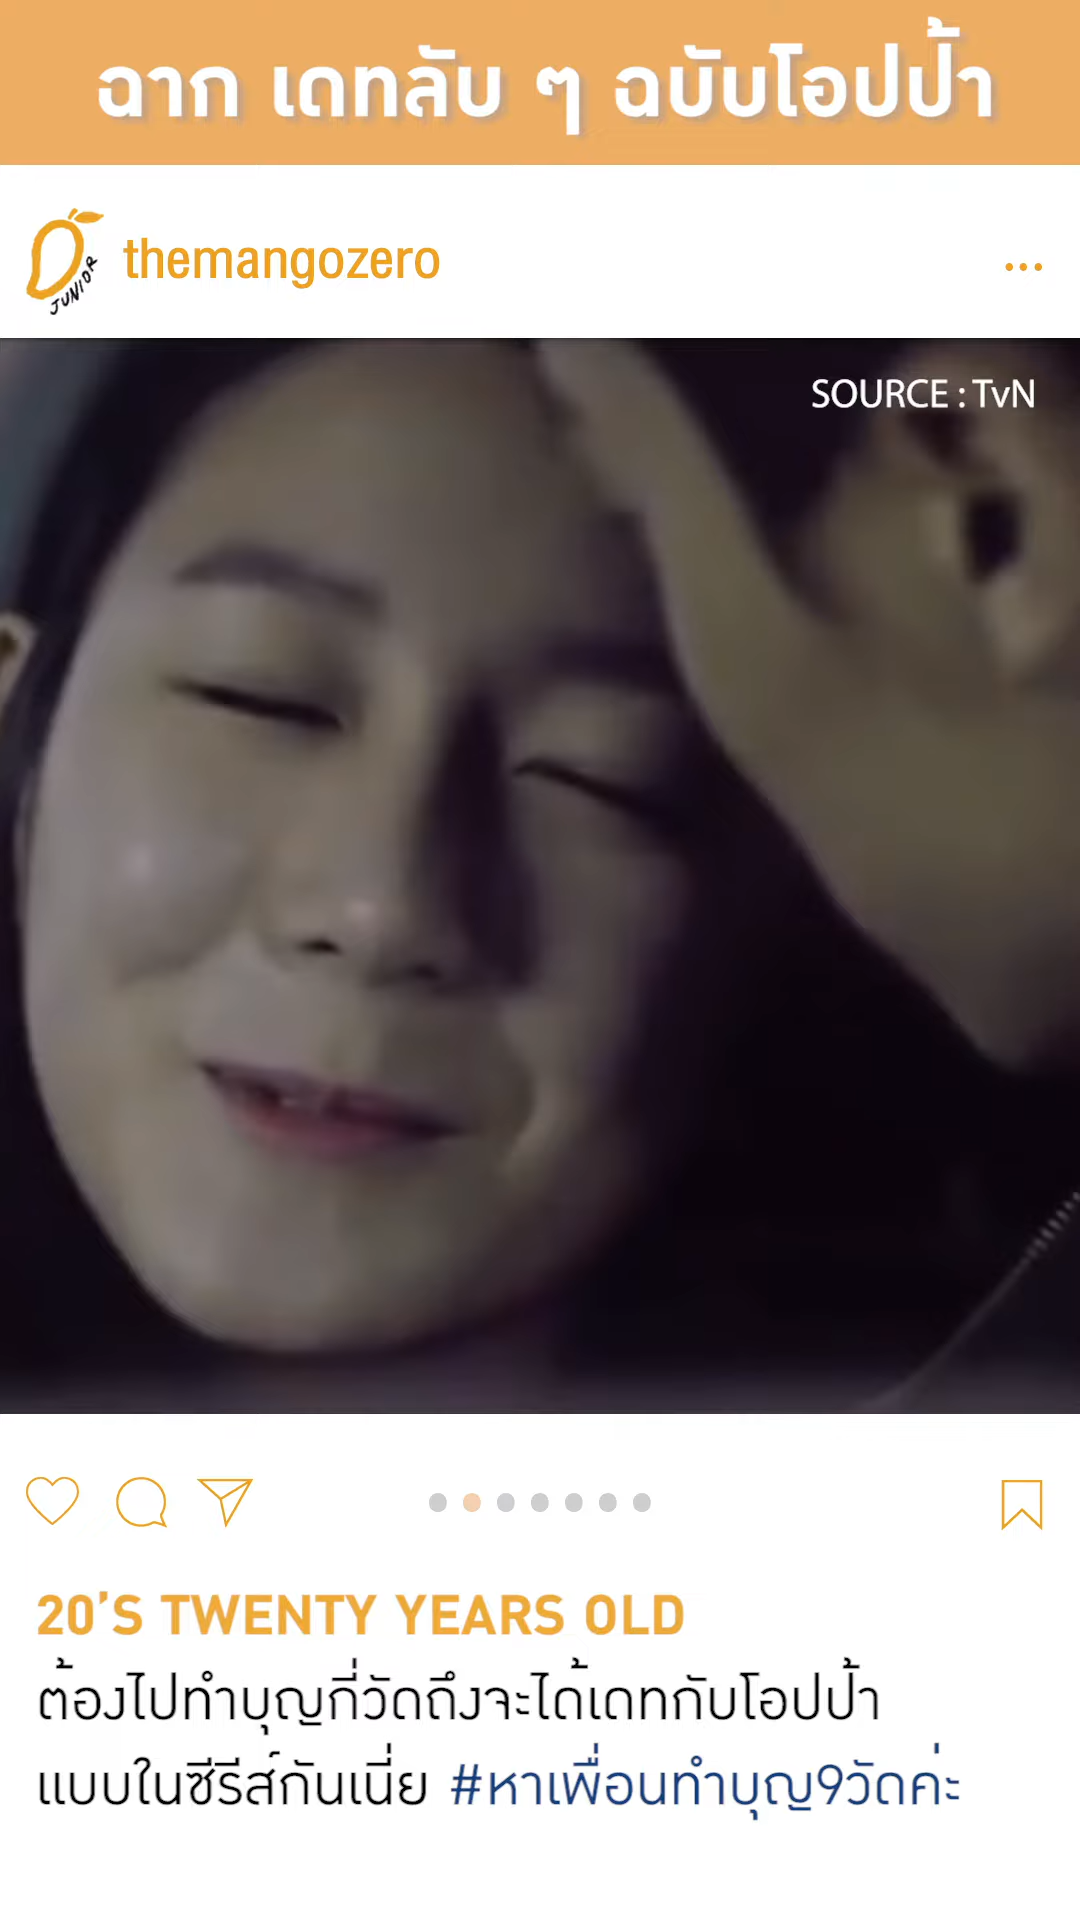 ฉาก เดทลับ ๆ ฉบับโอปป้า
JUNIOR
themangozero
SOURCE : TvN
20'S TWENTY YEARS OLD
ต้องไปทำบุญกี่วัดถึงจะได้เดทกับโอปป้า
แบบในซีรีส์กันเนี่ย #หาเพื่อนทำบุญ9วัดค่ะ